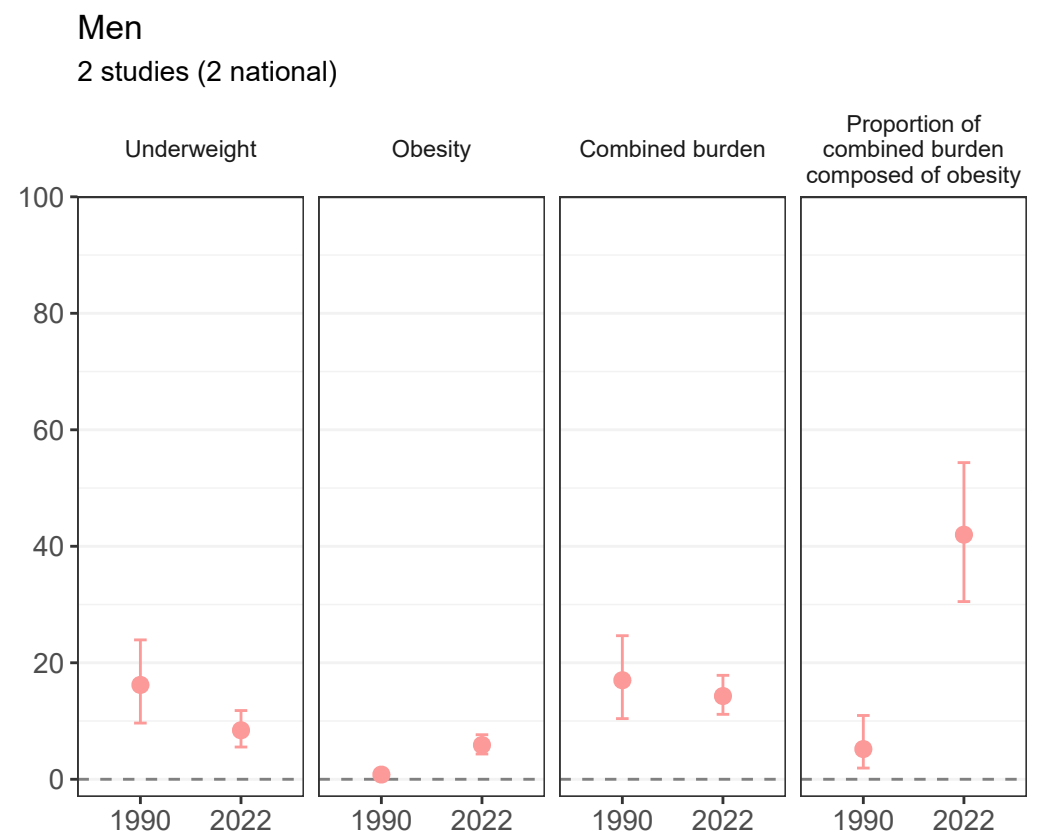 Men
2 studies (2 national)
Underweight
Obesity
Combined burden
Proportion of
combined burden
composed of obesity
100
80
60
40
20
0
1990 2022
1990 2022
1990 2022
1990 2022